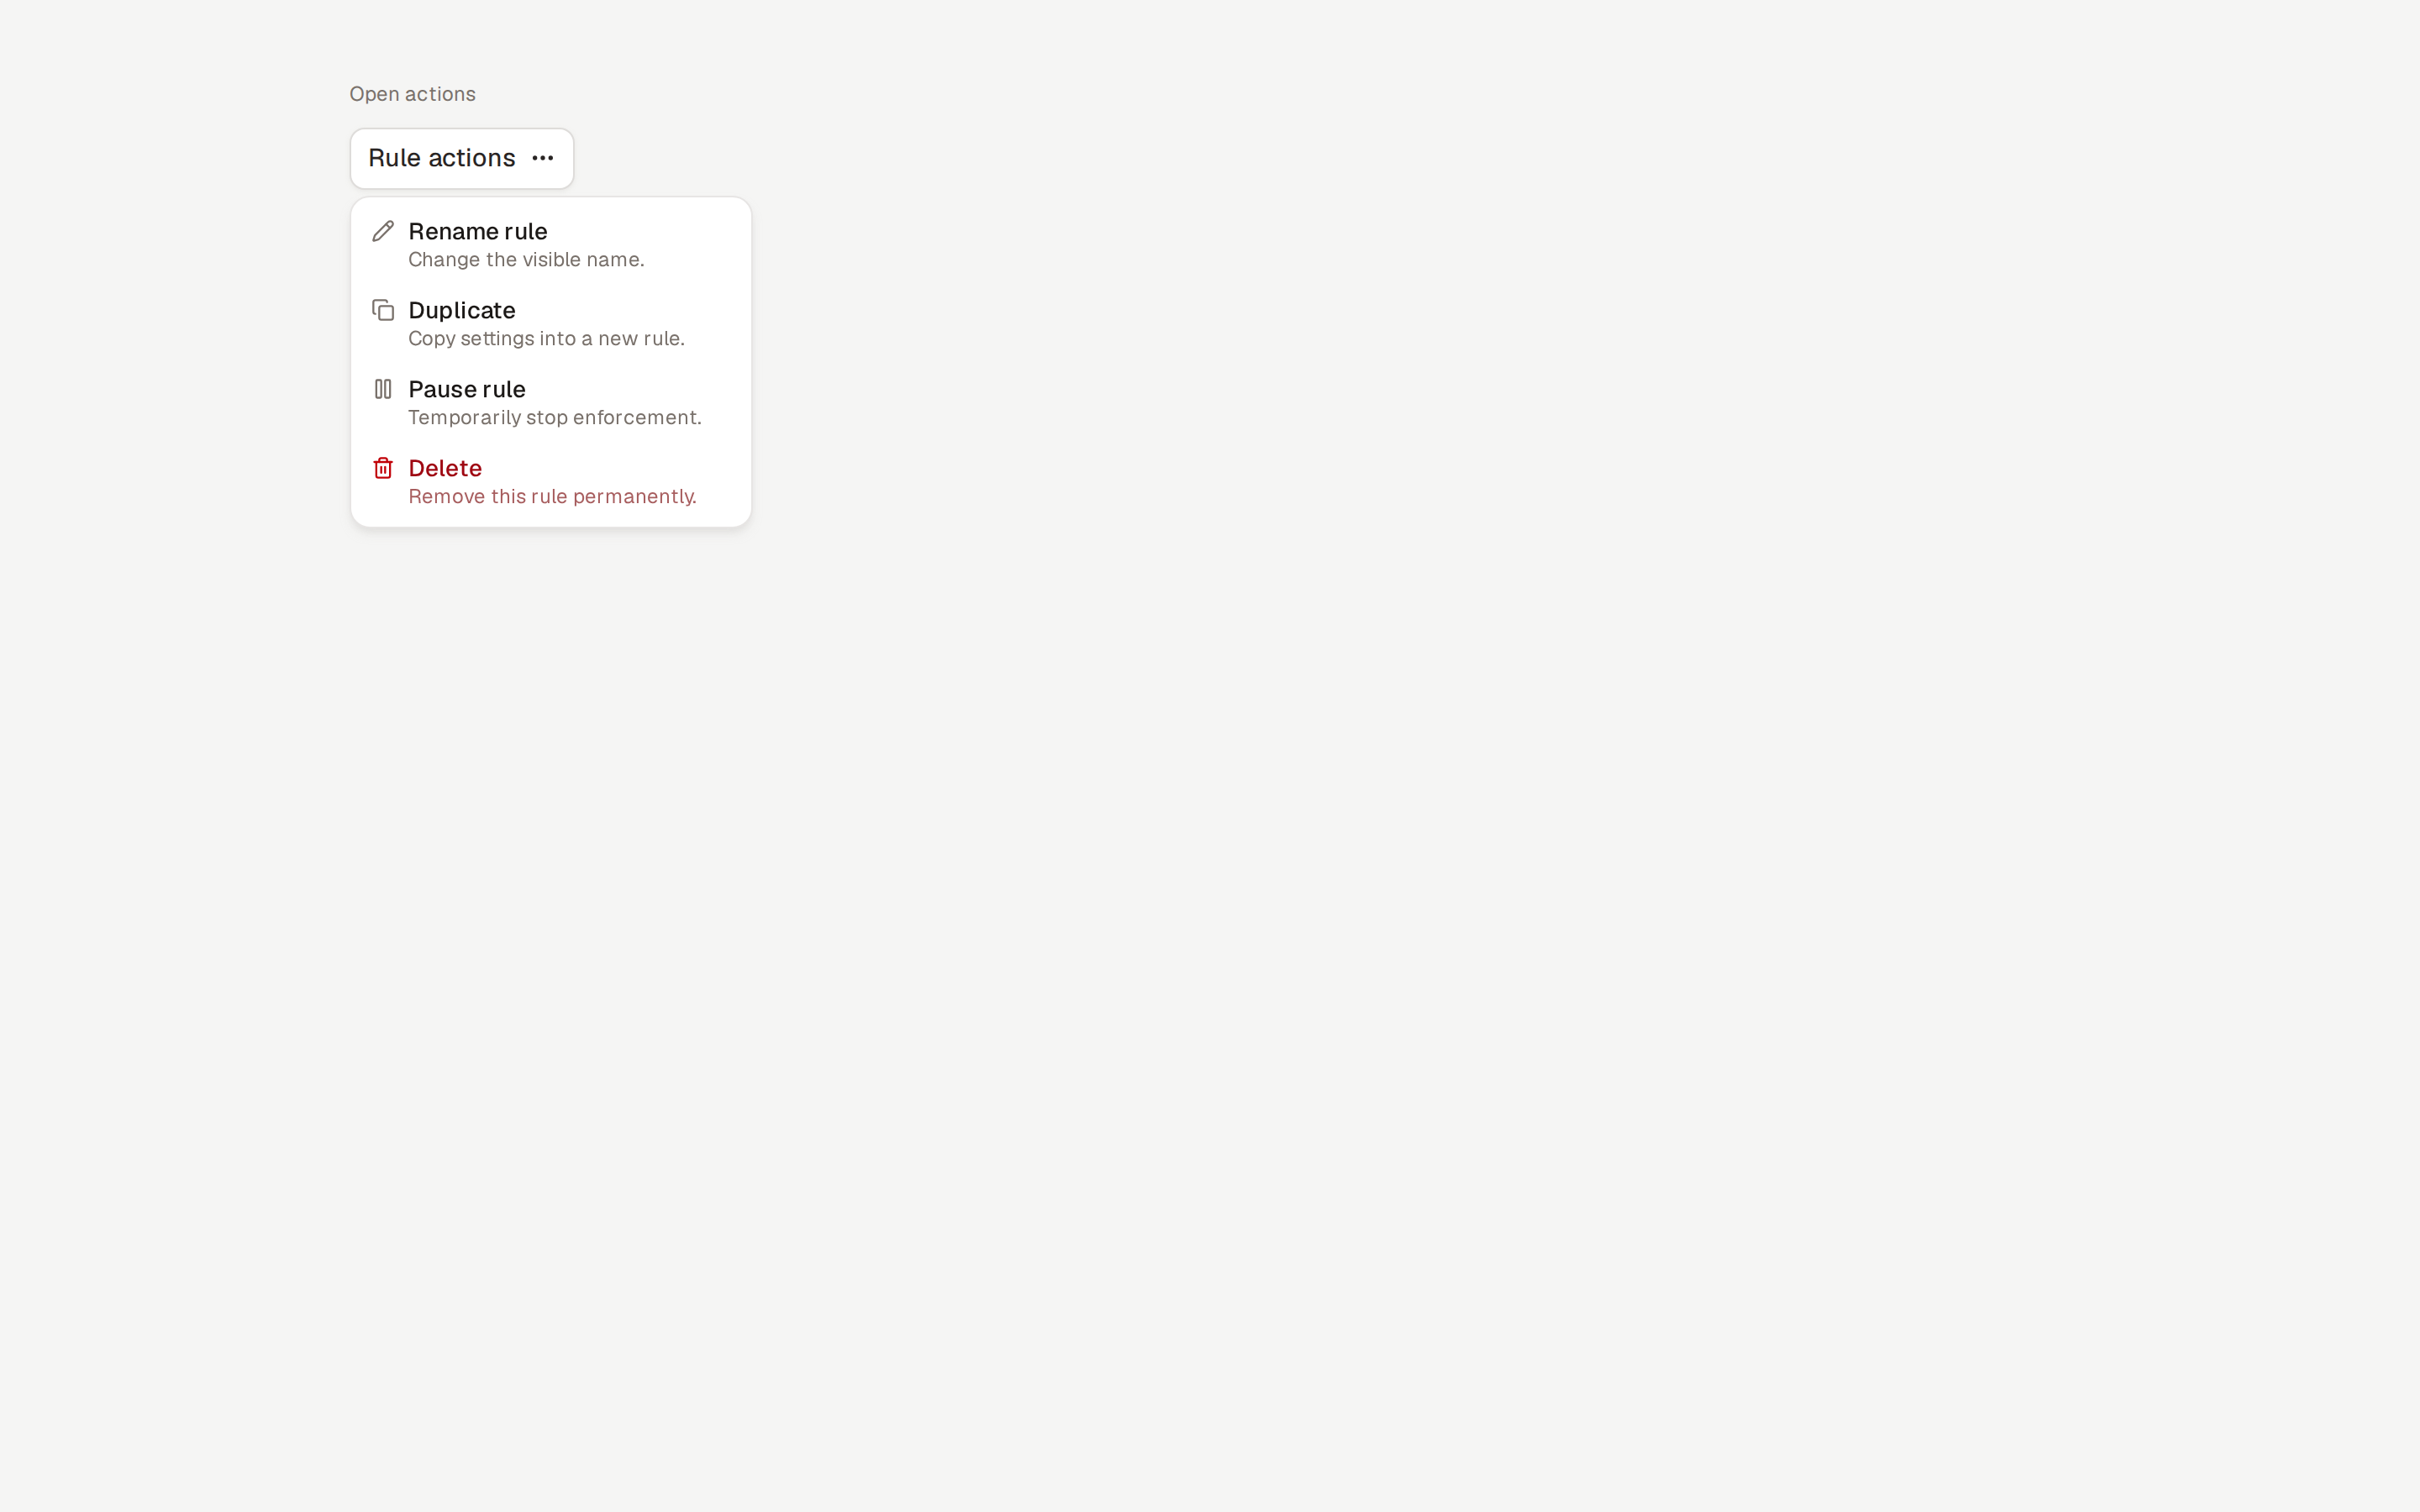 Open actions
Rule actions
Rename rule
Change the visible name.
Duplicate
Copy settings into a new rule.
Pause rule
Temporarily stop enforcement.
Delete
Remove this rule permanently.